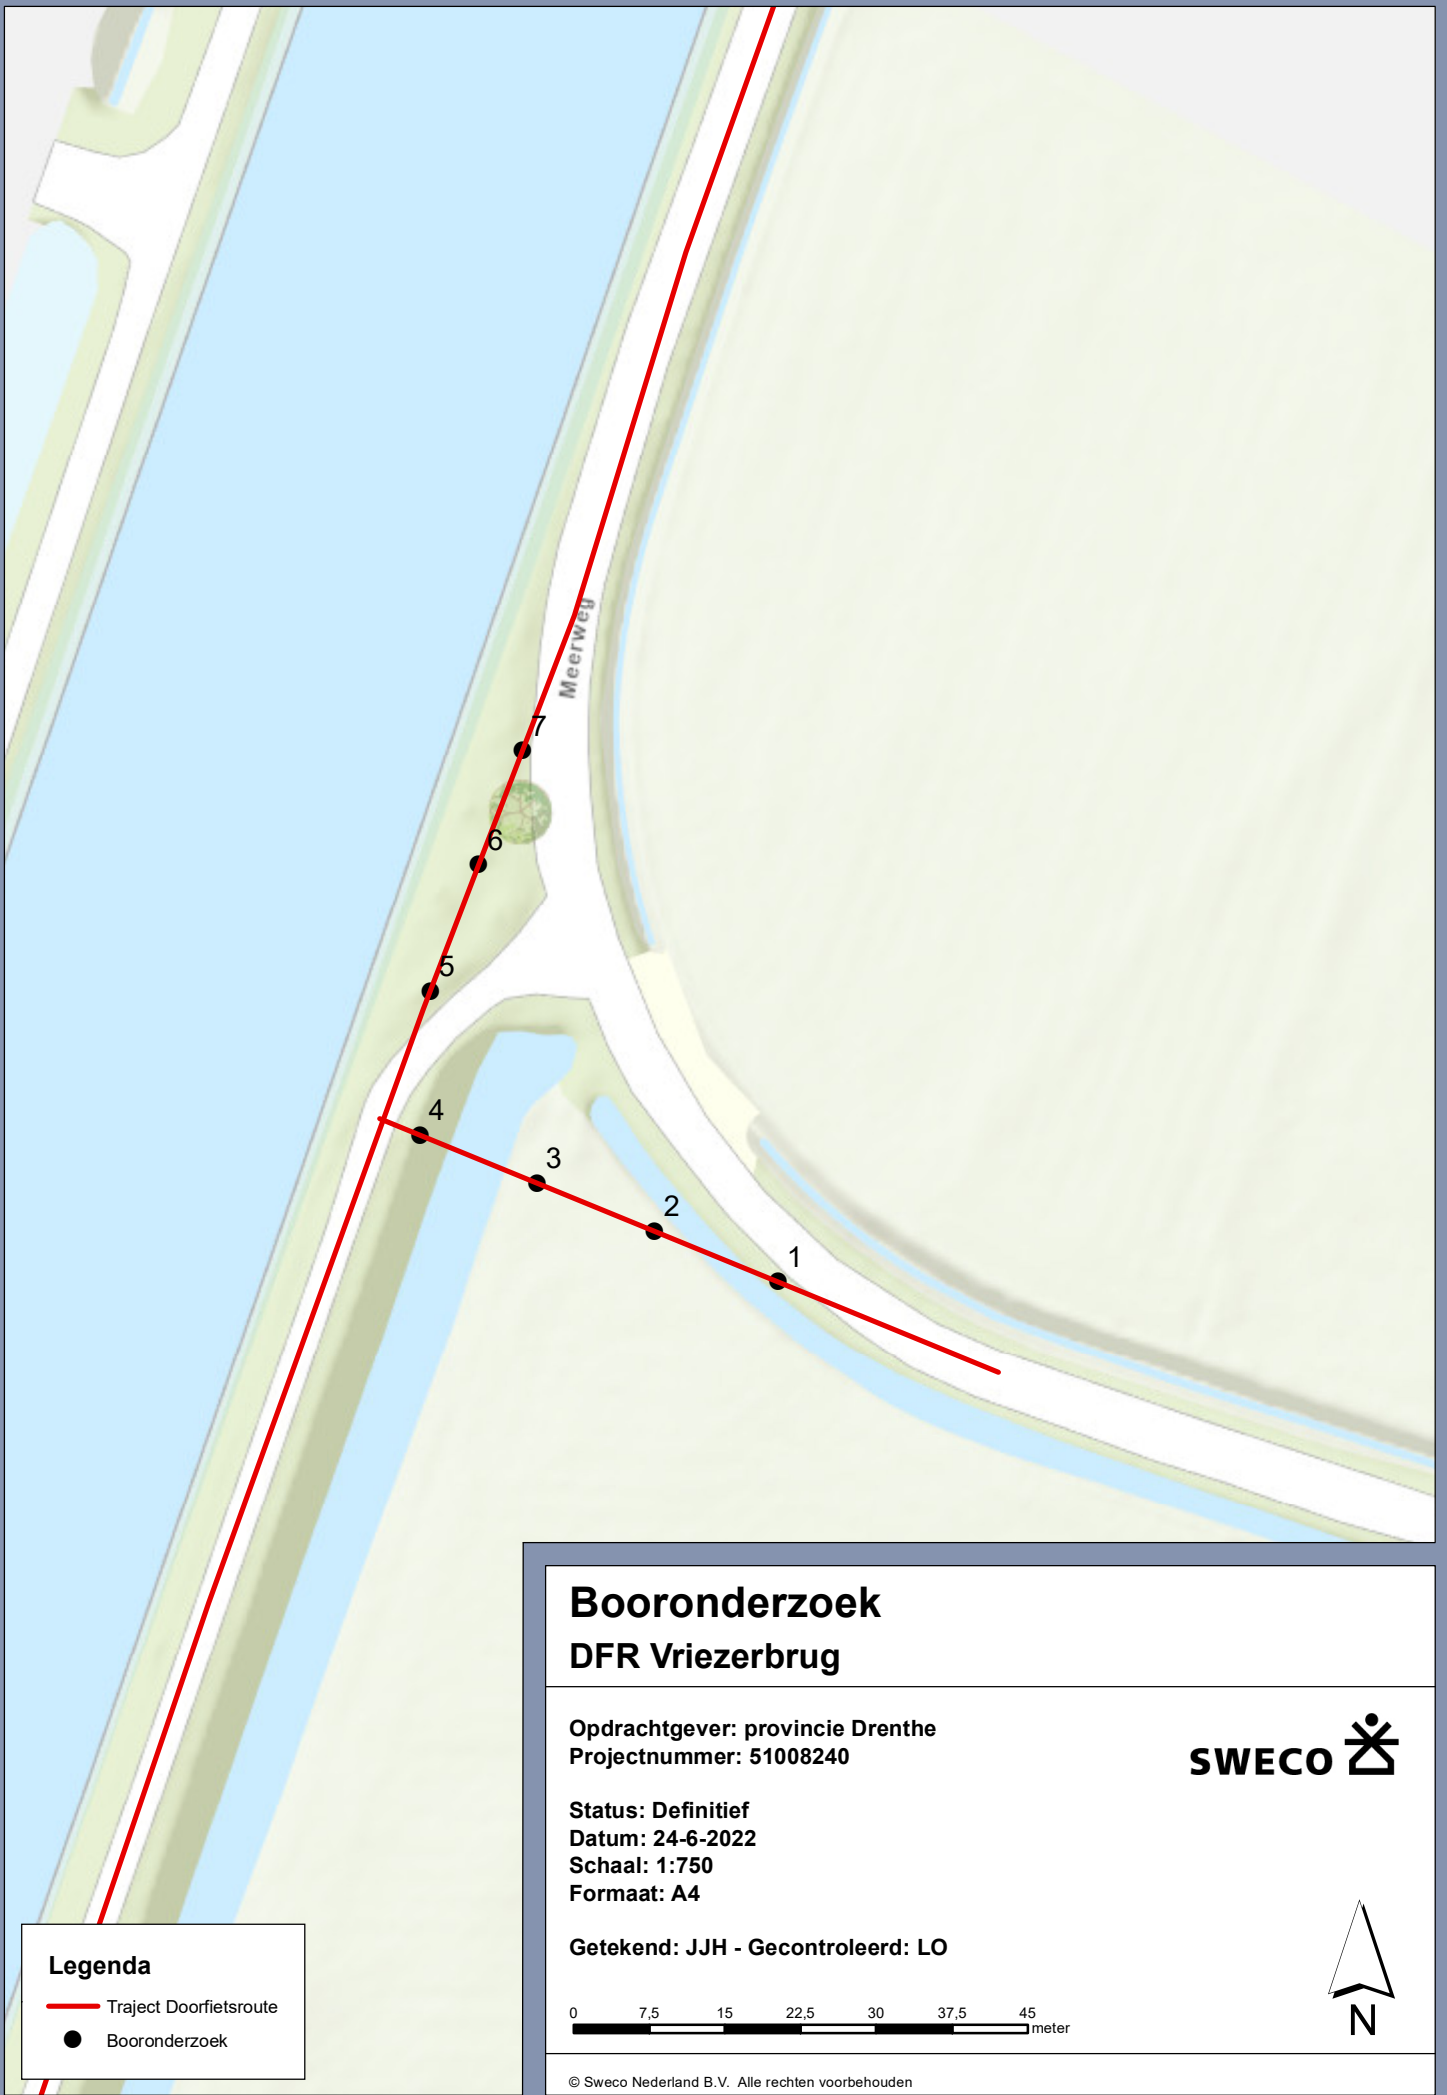 Meerweg
7
6
5
4
3
2
1
Booronderzoek
DFR Vriezerbrug
Opdrachtgever: provincie Drenthe
Projectnummer: 51008240
SWECO
Status: Definitief
Datum: 24-6-2022
Schaal: 1:750
Formaat: A4
Getekend: JJH - Gecontroleerd: LO
0 7,5 15 22,5 30 37,5 45
meter
N
© Sweco Nederland B.V. Alle rechten voorbehouden
Legenda
Traject Doorfietsroute
Booronderzoek